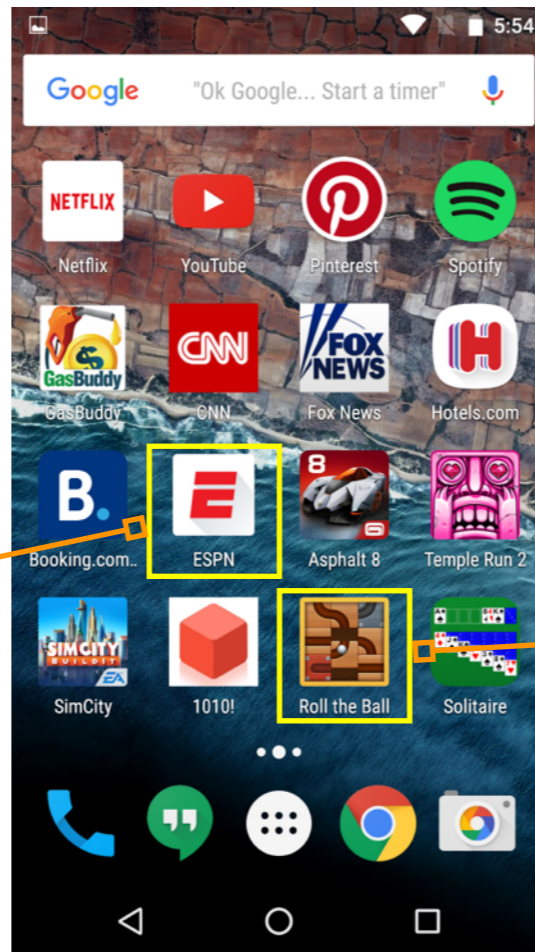 5:54
Google "Ok Google... Start a timer"
NETFLIX
Netflix YouTube Pinterest Spotify
GasBuddy CNN FOX NEWS H
GasBuddy CNN Fox News Hotels.com
B. E 8
Booking.com.. ESPN Asphalt 8 Temple Run 2
SIMCITY
BUILDIT
EA
SimCity 1010! Roll the Ball Solitaire